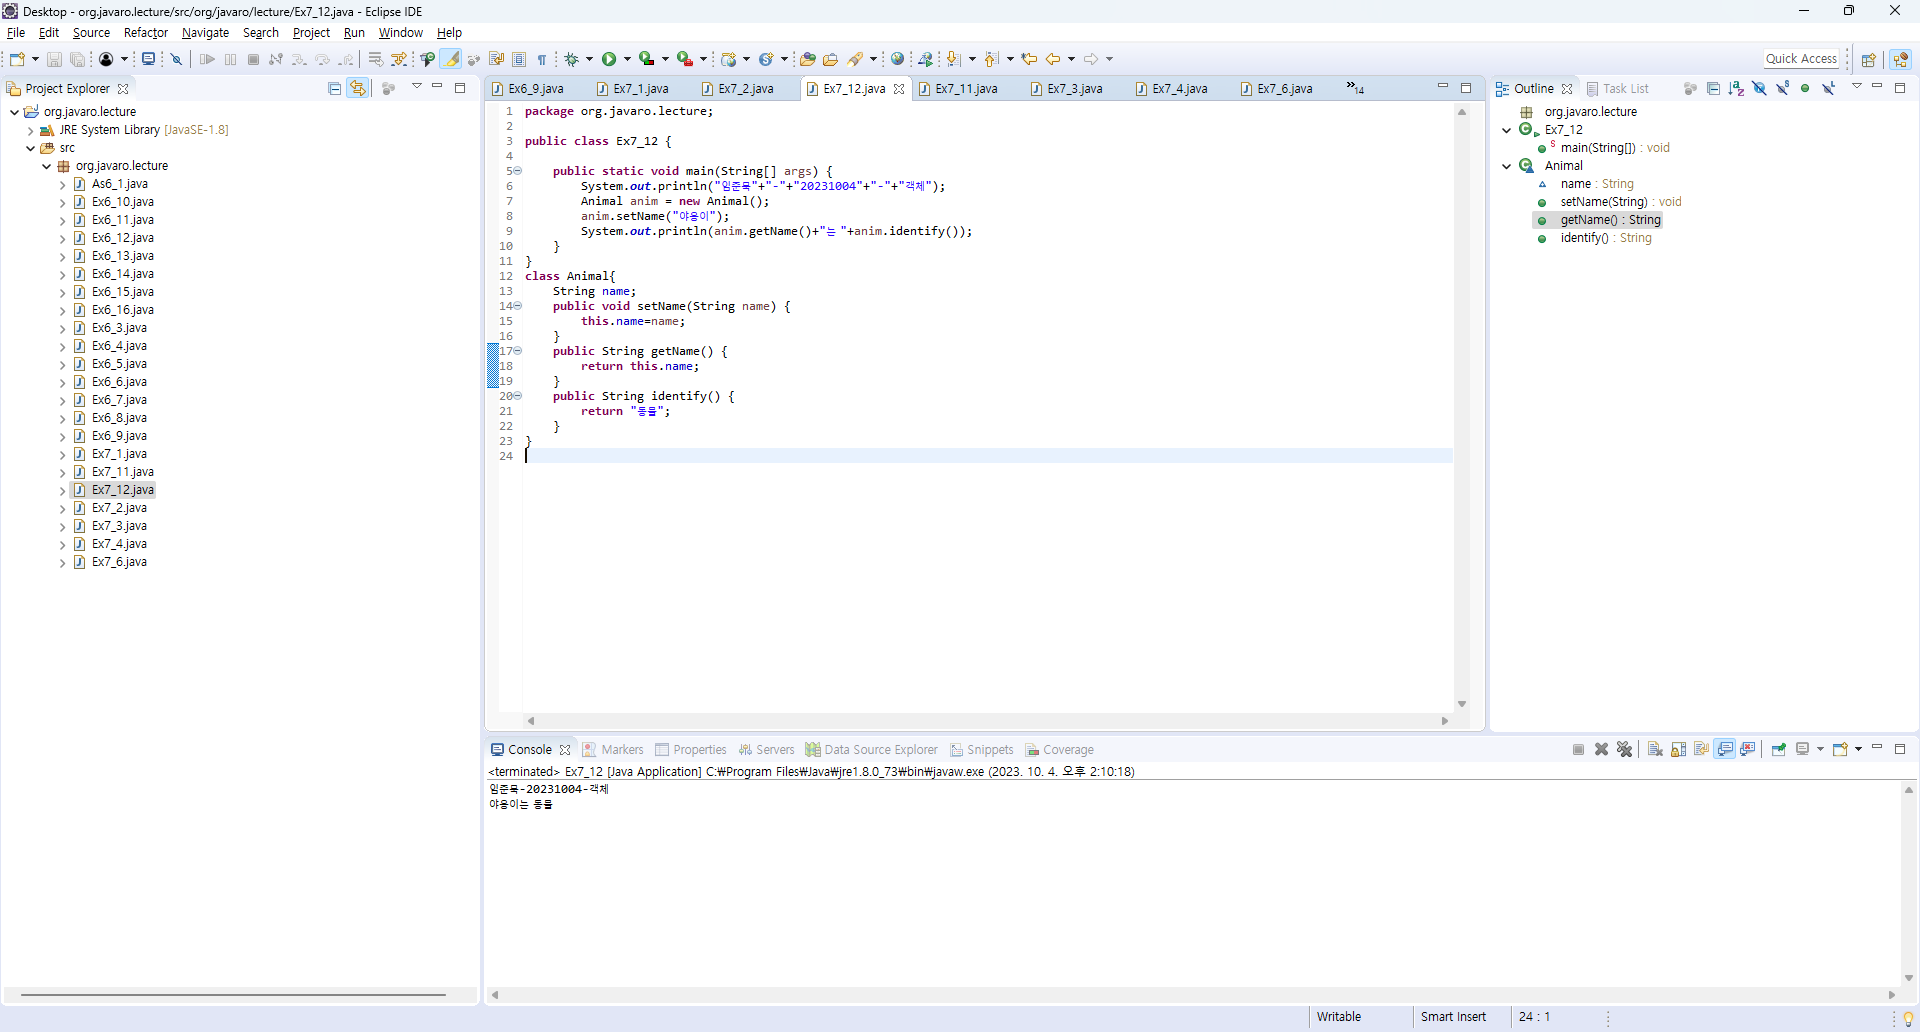 Desktop - org.javaro.lecture/src/org/javaro/lecture/Ex7_12.java - Eclipse IDE
File Edit Source Refactor Navigate Search Project Run Window Help
Quick Access
Project Explorer
org.javaro.lecture
JRE System Library [JavaSE-1.8]
src
org.javaro.lecture
As6_1.java
Ex6_10.java
Ex6_11.java
Ex6_12.java
Ex6_13.java
Ex6_14.java
Ex6_15.java
Ex6_16.java
Ex6_3.java
Ex6_4.java
Ex6_5.java
Ex6_6.java
Ex6_7.java
Ex6_8.java
Ex6_9.java
Ex7_1.java
Ex7_11.java
Ex7_12.java
Ex7_2.java
Ex7_3.java
Ex7_4.java
Ex7_6.java
Ex6_9.java Ex7_1.java Ex7_2.java Ex7_12.java Ex7_11.java Ex7_3.java Ex7_4.java Ex7_6.java »14
1 package org.javaro.lecture;
2
3 public class Ex7_12 {
4
5 public static void main(String[] args) {
6 System.out.println("임준묵"+"-"+"20231004"+"-"+"객체");
7 Animal anim = new Animal();
8 anim.setName("야옹이");
9 System.out.println(anim.getName()+"는 "+anim.identify());
10 }
11 }
12 class Animal{
13 String name;
14 public void setName(String name) {
15 this.name=name;
16 }
17 public String getName() {
18 return this.name;
19 }
20 public String identify() {
21 return "동물";
22 }
23 }
24
Outline Task List
org.javaro.lecture
Ex7_12
main(String[]) : void
Animal
name : String
setName(String) : void
getName() : String
identify() : String
Console Markers Properties Servers Data Source Explorer Snippets Coverage
<terminated> Ex7_12 [Java Application] C:₩Program Files₩Java₩jre1.8.0_73₩bin₩javaw.exe (2023. 10. 4. 오후 2:10:18)
임준묵-20231004-객체
야옹이는 동물
Writable Smart Insert 24 : 1